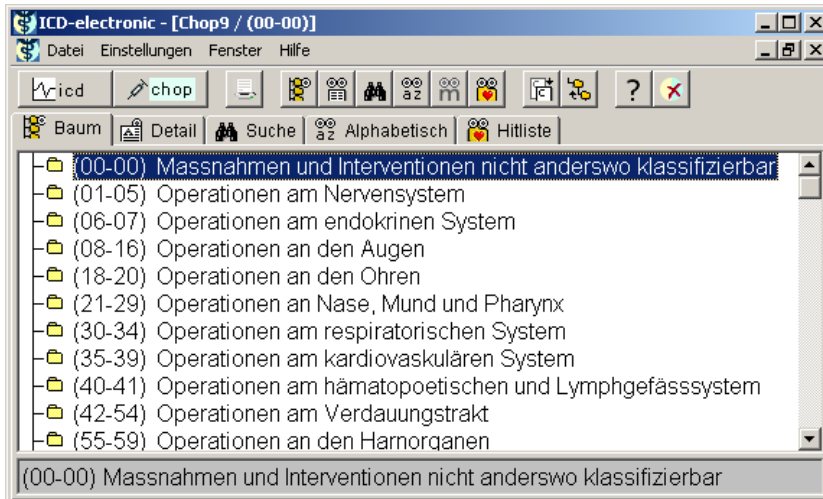 ICD-electronic - [Chop9 / (00-00)]
Datei Einstellungen Fenster Hilfe
icd chop az m ?
Baum Detail Suche az Alphabetisch Hitliste
(00-00) Massnahmen und Interventionen nicht anderswo klassifizierbar
(01-05) Operationen am Nervensystem
(06-07) Operationen am endokrinen System
(08-16) Operationen an den Augen
(18-20) Operationen an den Ohren
(21-29) Operationen an Nase, Mund und Pharynx
(30-34) Operationen am respiratorischen System
(35-39) Operationen am kardiovaskulären System
(40-41) Operationen am hämatopoetischen und Lymphgefässsystem
(42-54) Operationen am Verdauungstrakt
(55-59) Operationen an den Harnorganen
(00-00) Massnahmen und Interventionen nicht anderswo klassifizierbar